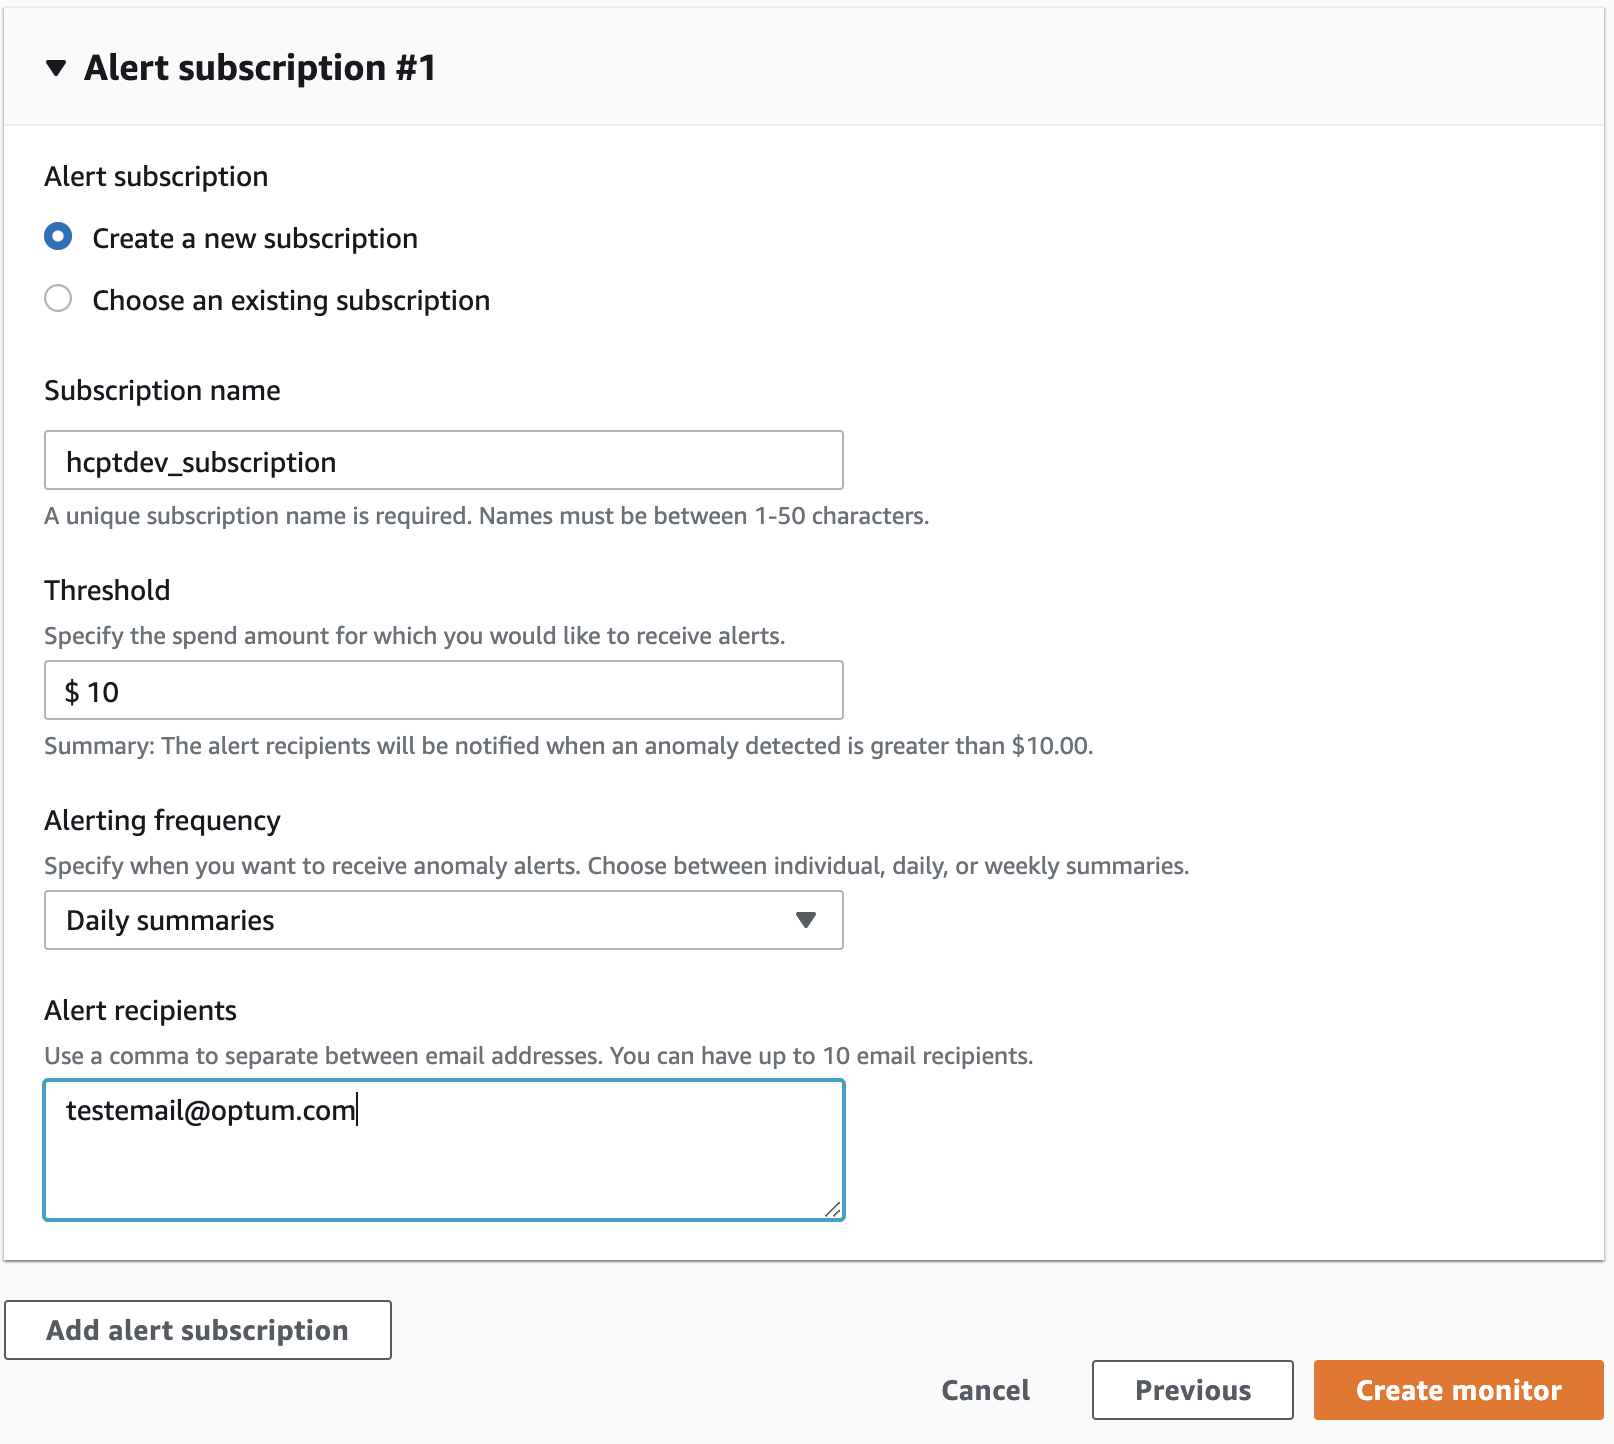 Alert subscription #1
Alert subscription
Create a new subscription
Choose an existing subscription
Subscription name
hcptdev_subscription
A unique subscription name is required. Names must be between 1-50 characters.
Threshold
Specify the spend amount for which you would like to receive alerts.
$ 10
Summary: The alert recipients will be notified when an anomaly detected is greater than $10.00.
Alerting frequency
Specify when you want to receive anomaly alerts. Choose between individual, daily, or weekly summaries.
Daily summaries
Alert recipients
Use a comma to separate between email addresses. You can have up to 10 email recipients.
testemail@optum.com
Add alert subscription
Cancel
Previous
Create monitor